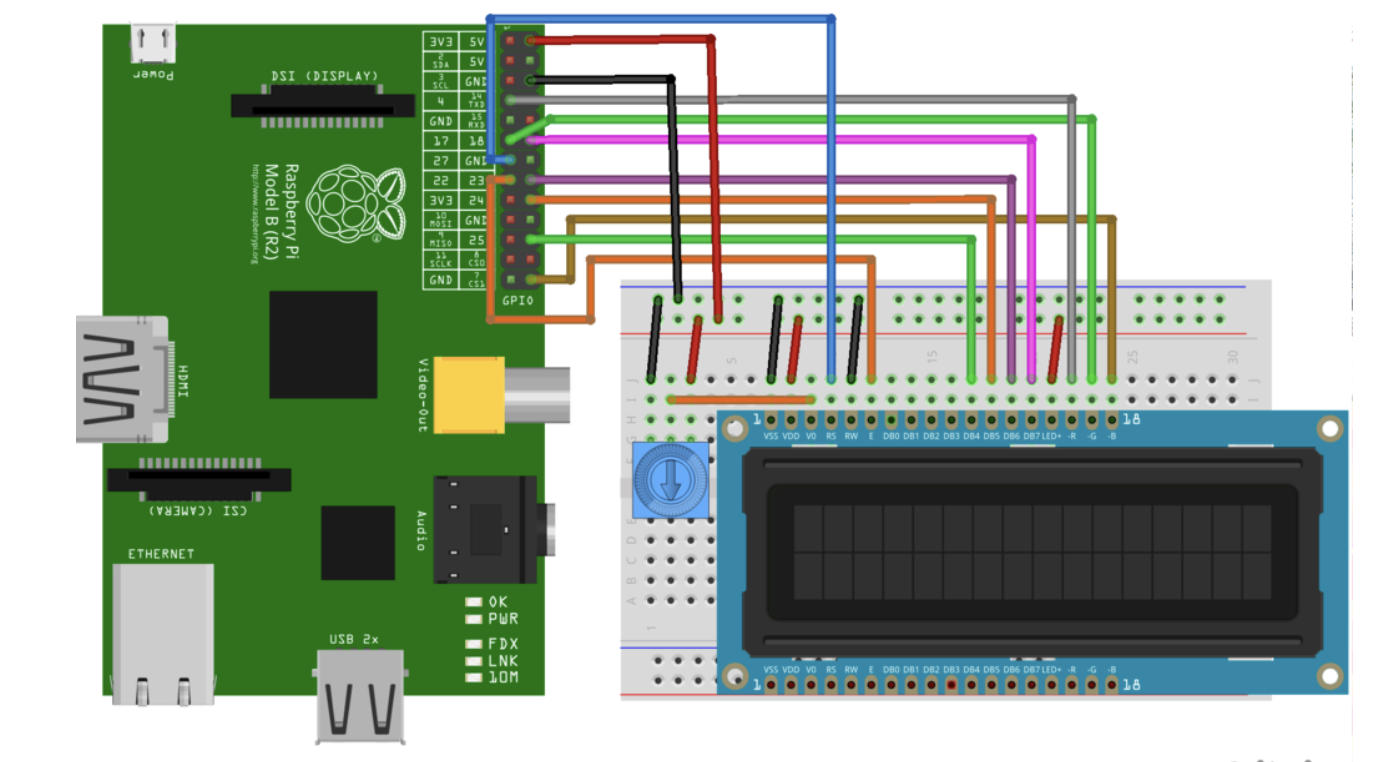 Power
DSI (DISPLAY)
3V3 5V
2 SDA 5V
3 SCL GND
4 14 TXD
GND 15 RXD
17 18
27 GND
22 23
3V3 24
10 MOSI GND
9 MISO 25
11 SCLK 8 CS0
GND 7 CS1
GPIO
Raspberry Pi
Model B (R2)
http://www.raspberrypi.org
HDMI
Video-Out
CSI (CAMERA)
Audio
ETHERNET
OK
PWR
FDX
LNK
10M
USB 2x
5 15 25 30
J J
I I
H
G
E
D
C
B
A
1
1 18
VSS VDD V0 RS RW E DB0 DB1 DB2 DB3 DB4 DB5 DB6 DB7 LED+ -R -G -B
VSS VDD V0 RS RW E DB0 DB1 DB2 DB3 DB4 DB5 DB6 DB7 LED+ -R -G -B
1 18